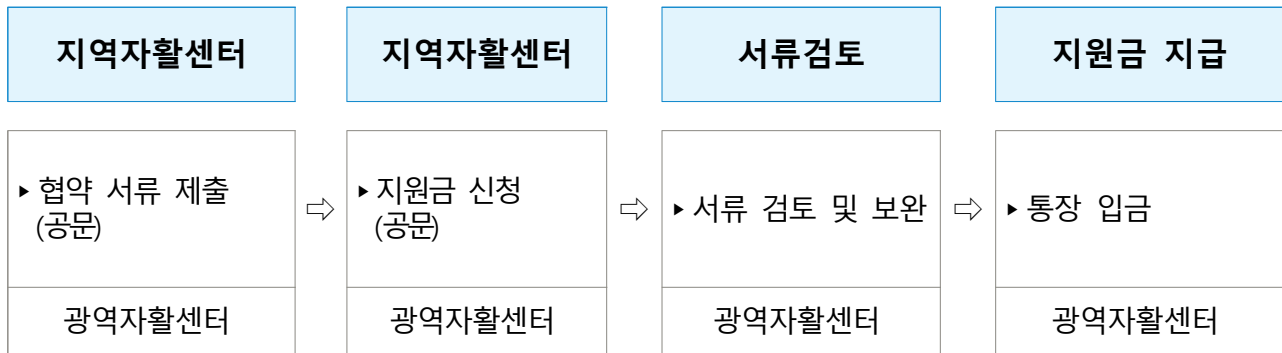 지역자활센터
지역자활센터
서류검토
지원금 지급
▸협약 서류 제출
(공문)
⇨
▸지원금 신청
(공문)
⇨
▸서류 검토 및 보완
⇨
▸통장 입금
광역자활센터
광역자활센터
광역자활센터
광역자활센터